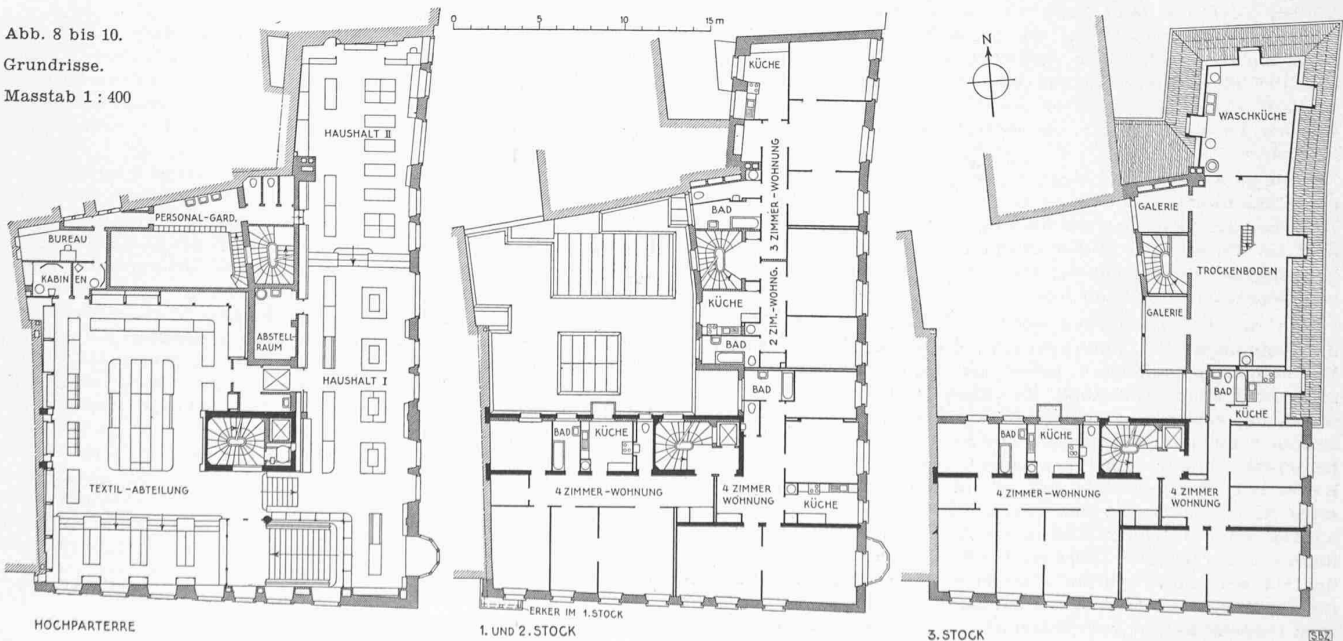 Abb. 8 bis 10.
Grundrisse.
Masstab 1 : 400
0 5 10 15 m
HAUSHALT II
PERSONAL-GARD.
BUREAU
KABIN EN
ABSTELL-
RAUM
HAUSHALT I
TEXTIL-ABTEILUNG
HOCHPARTERRE
KÜCHE
3 ZIMMER-WOHNUNG
BAD
2 ZIM.-WOHNG.
KÜCHE
BAD
BAD
BAD
KÜCHE
4 ZIMMER-WOHNUNG
4 ZIMMER
WOHNUNG
KÜCHE
ERKER IM 1.STOCK
1. UND 2. STOCK
N
WASCHKÜCHE
GALERIE
TROCKENBODEN
GALERIE
BAD
KÜCHE
BAD
KÜCHE
4 ZIMMER-WOHNUNG
4 ZIMMER
WOHNUNG
3. STOCK
SBZ